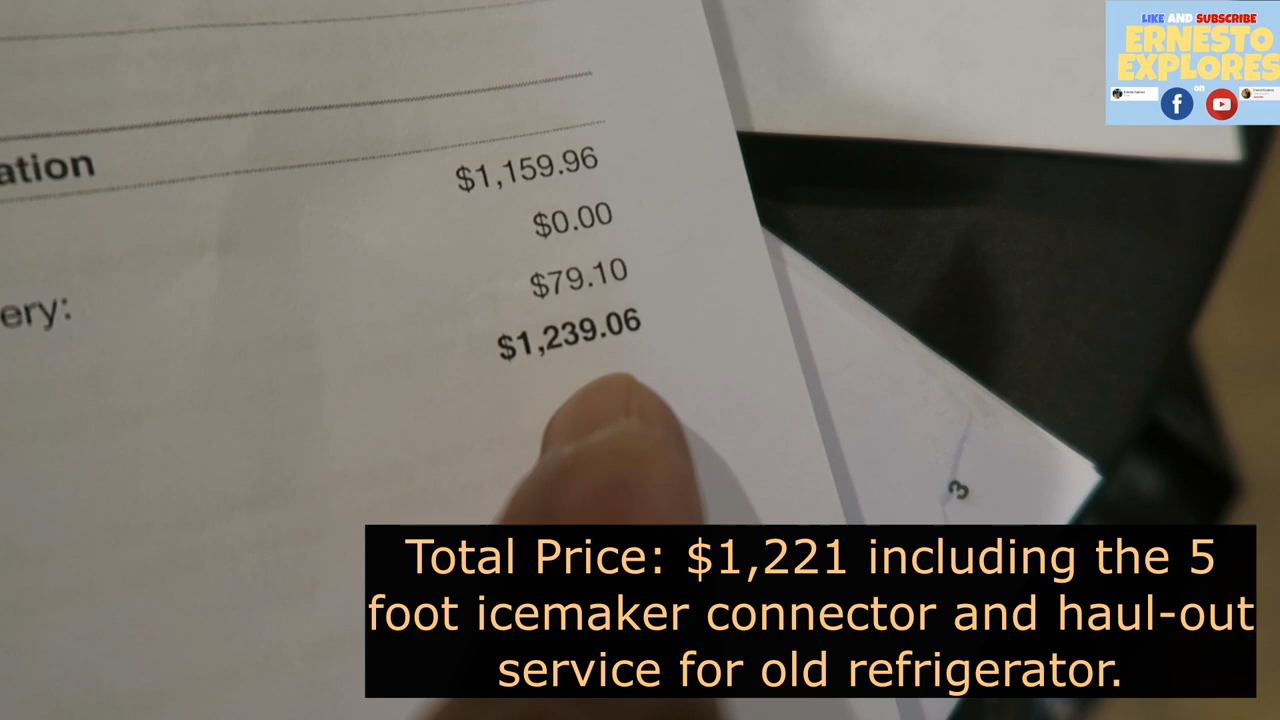 LIKE AND SUBSCRIBE
ERNESTO
EXPLORES
on
ation
$1,159.96
$0.00
ery:
$79.10
$1,239.06
3
Total Price: $1,221 including the 5
foot icemaker connector and haul-out
service for old refrigerator.